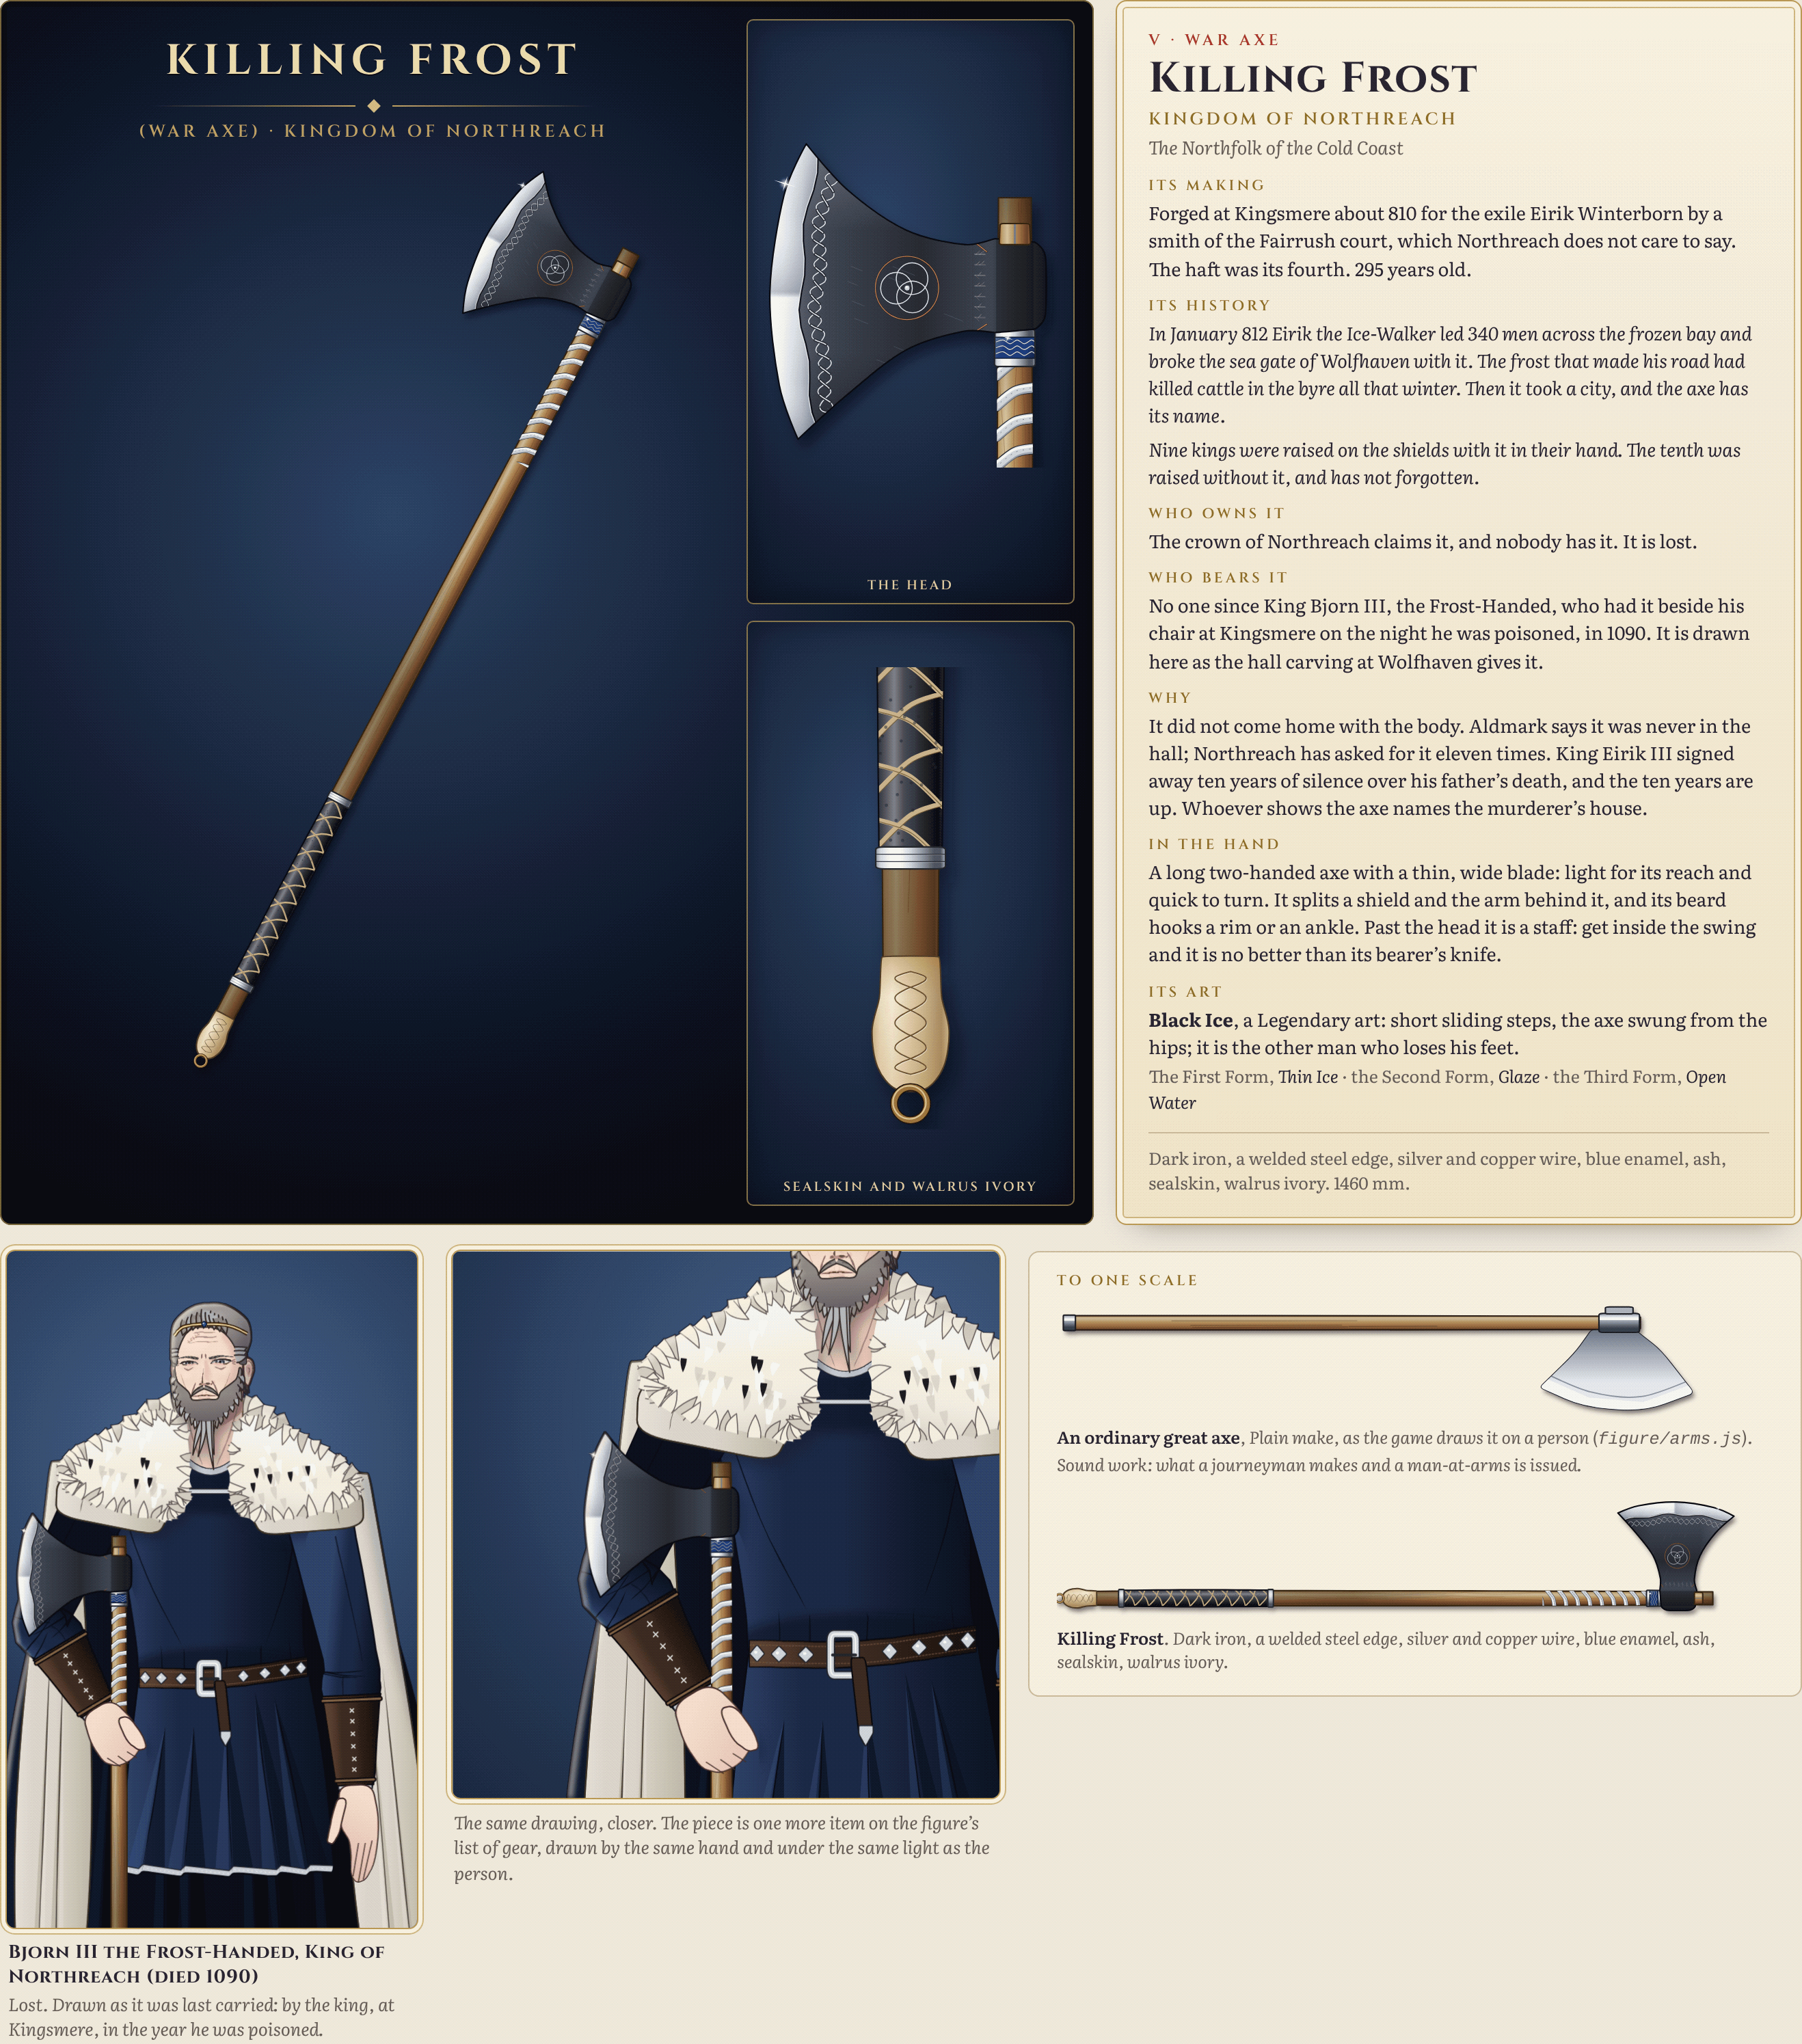 KILLING FROST
(WAR AXE) · KINGDOM OF NORTHREACH
THE HEAD
SEALSKIN AND WALRUS IVORY
V · WAR AXE
KILLING FROST
KINGDOM OF NORTHREACH
The Northfolk of the Cold Coast
ITS MAKING
Forged at Kingsmere about 810 for the exile Eirik Winterborn by a
smith of the Fairrush court, which Northreach does not care to say.
The haft was its fourth. 295 years old.
ITS HISTORY
In January 812 Eirik the Ice-Walker led 340 men across the frozen bay and
broke the sea gate of Wolfhaven with it. The frost that made his road had
killed cattle in the byre all that winter. Then it took a city, and the axe has
its name.
Nine kings were raised on the shields with it in their hand. The tenth was
raised without it, and has not forgotten.
WHO OWNS IT
The crown of Northreach claims it, and nobody has it. It is lost.
WHO BEARS IT
No one since King Bjorn III, the Frost-Handed, who had it beside his
chair at Kingsmere on the night he was poisoned, in 1090. It is drawn
here as the hall carving at Wolfhaven gives it.
WHY
It did not come home with the body. Aldmark says it was never in the
hall; Northreach has asked for it eleven times. King Eirik III signed
away ten years of silence over his father’s death, and the ten years are
up. Whoever shows the axe names the murderer’s house.
IN THE HAND
A long two-handed axe with a thin, wide blade: light for its reach and
quick to turn. It splits a shield and the arm behind it, and its beard
hooks a rim or an ankle. Past the head it is a staff: get inside the swing
and it is no better than its bearer’s knife.
ITS ART
Black Ice, a Legendary art: short sliding steps, the axe swung from the
hips; it is the other man who loses his feet.
The First Form, Thin Ice · the Second Form, Glaze · the Third Form, Open
Water
Dark iron, a welded steel edge, silver and copper wire, blue enamel, ash,
sealskin, walrus ivory. 1460 mm.
BJORN III THE FROST-HANDED, KING OF
NORTHREACH (DIED 1090)
Lost. Drawn as it was last carried: by the king, at
Kingsmere, in the year he was poisoned.
The same drawing, closer. The piece is one more item on the figure’s
list of gear, drawn by the same hand and under the same light as the
person.
TO ONE SCALE
An ordinary great axe, Plain make, as the game draws it on a person (figure/arms.js).
Sound work: what a journeyman makes and a man-at-arms is issued.
Killing Frost. Dark iron, a welded steel edge, silver and copper wire, blue enamel, ash,
sealskin, walrus ivory.